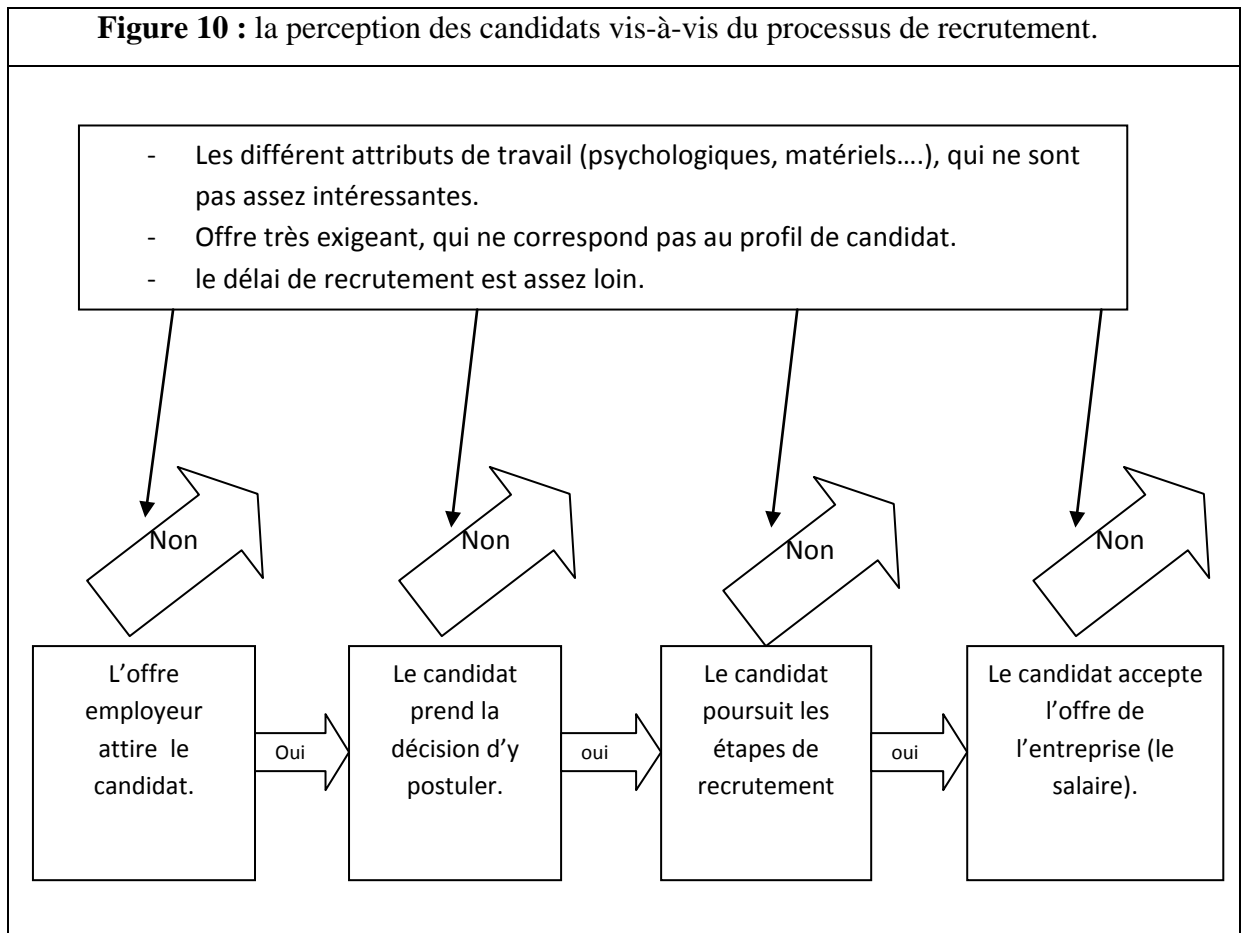 Figure 10 : la perception des candidats vis-à-vis du processus de recrutement.
- Les différent attributs de travail (psychologiques, matériels....), qui ne sont
pas assez intéressantes.
- Offre très exigeant, qui ne correspond pas au profil de candidat.
- le délai de recrutement est assez loin.
Non
Non
Non
Non
L’offre
employeur
attire le
candidat.
Oui
Le candidat
prend la
décision d’y
postuler.
oui
Le candidat
poursuit les
étapes de
recrutement
oui
Le candidat accepte
l’offre de
l’entreprise (le
salaire).